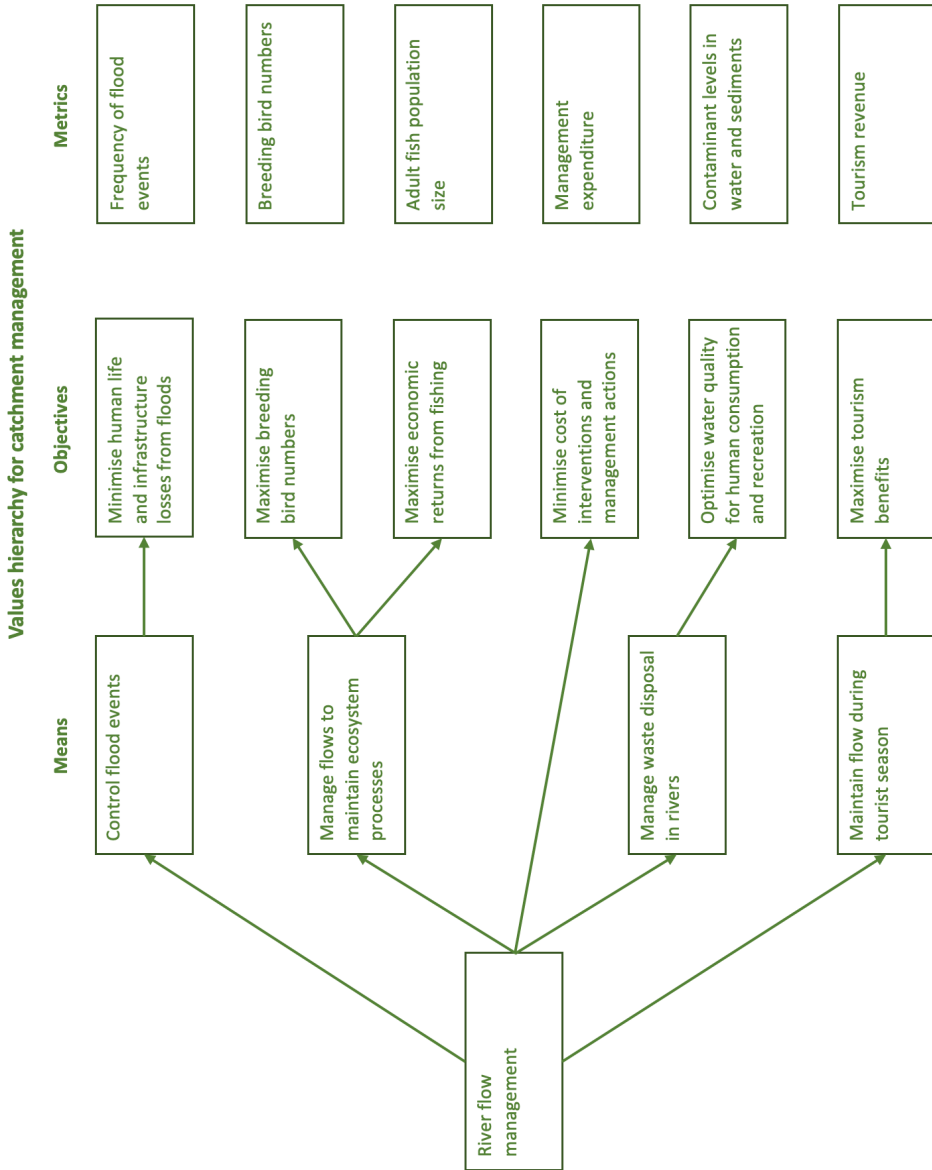 Values hierarchy for catchment management
Means
Objectives
Metrics
River flow
management
Control flood events
Manage flows to
maintain ecosystem
processes
Manage waste disposal
in rivers
Maintain flow during
tourist season
Minimise human life
and infrastructure
losses from floods
Maximise breeding
bird numbers
Maximise economic
returns from fishing
Minimise cost of
interventions and
management actions
Optimise water quality
for human consumption
and recreation
Maximise tourism
benefits
Frequency of flood
events
Breeding bird numbers
Adult fish population
size
Management
expenditure
Contaminant levels in
water and sediments
Tourism revenue